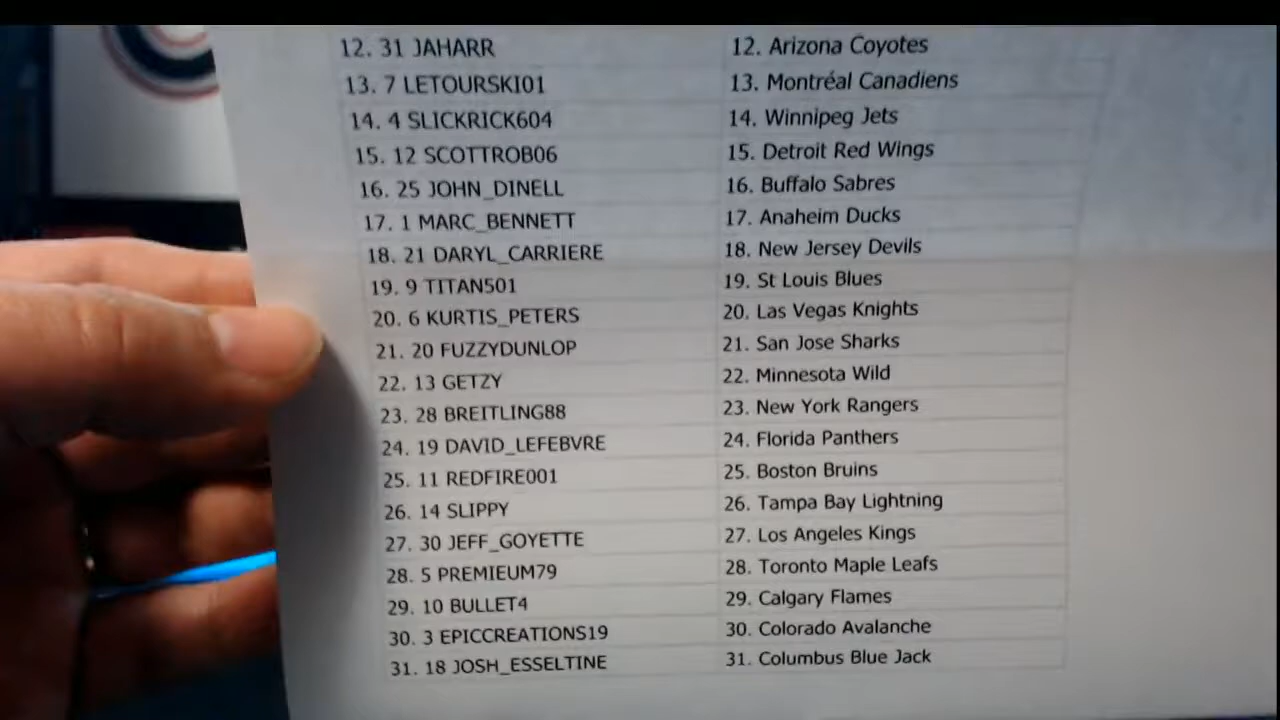 12. 31 JAHARR 12. Arizona Coyotes
13. 7 LETOURSKI01 13. Montréal Canadiens
14. 4 SLICKRICK604 14. Winnipeg Jets
15. 12 SCOTTROB06 15. Detroit Red Wings
16. 25 JOHN_DINELL 16. Buffalo Sabres
17. 1 MARC_BENNETT 17. Anaheim Ducks
18. 21 DARYL_CARRIERE 18. New Jersey Devils
19. 9 TITAN501 19. St Louis Blues
20. 6 KURTIS_PETERS 20. Las Vegas Knights
21. 20 FUZZYDUNLOP 21. San Jose Sharks
22. 13 GETZY 22. Minnesota Wild
23. 28 BREITLING88 23. New York Rangers
24. 19 DAVID_LEFEBVRE 24. Florida Panthers
25. 11 REDFIRE001 25. Boston Bruins
26. 14 SLIPPY 26. Tampa Bay Lightning
27. 30 JEFF_GOYETTE 27. Los Angeles Kings
28. 5 PREMIEUM79 28. Toronto Maple Leafs
29. 10 BULLET4 29. Calgary Flames
30. 3 EPICCREATIONS19 30. Colorado Avalanche
31. 18 JOSH_ESSELTINE 31. Columbus Blue Jack